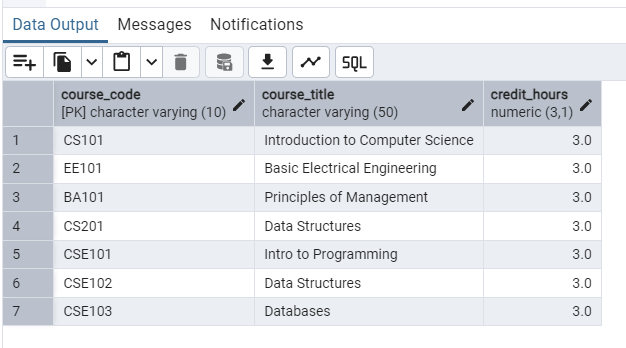 Data Output Messages Notifications
SQL
course_code course_title credit_hours
[PK] character varying (10) character varying (50) numeric (3,1)
1 CS101 Introduction to Computer Science 3.0
2 EE101 Basic Electrical Engineering 3.0
3 BA101 Principles of Management 3.0
4 CS201 Data Structures 3.0
5 CSE101 Intro to Programming 3.0
6 CSE102 Data Structures 3.0
7 CSE103 Databases 3.0